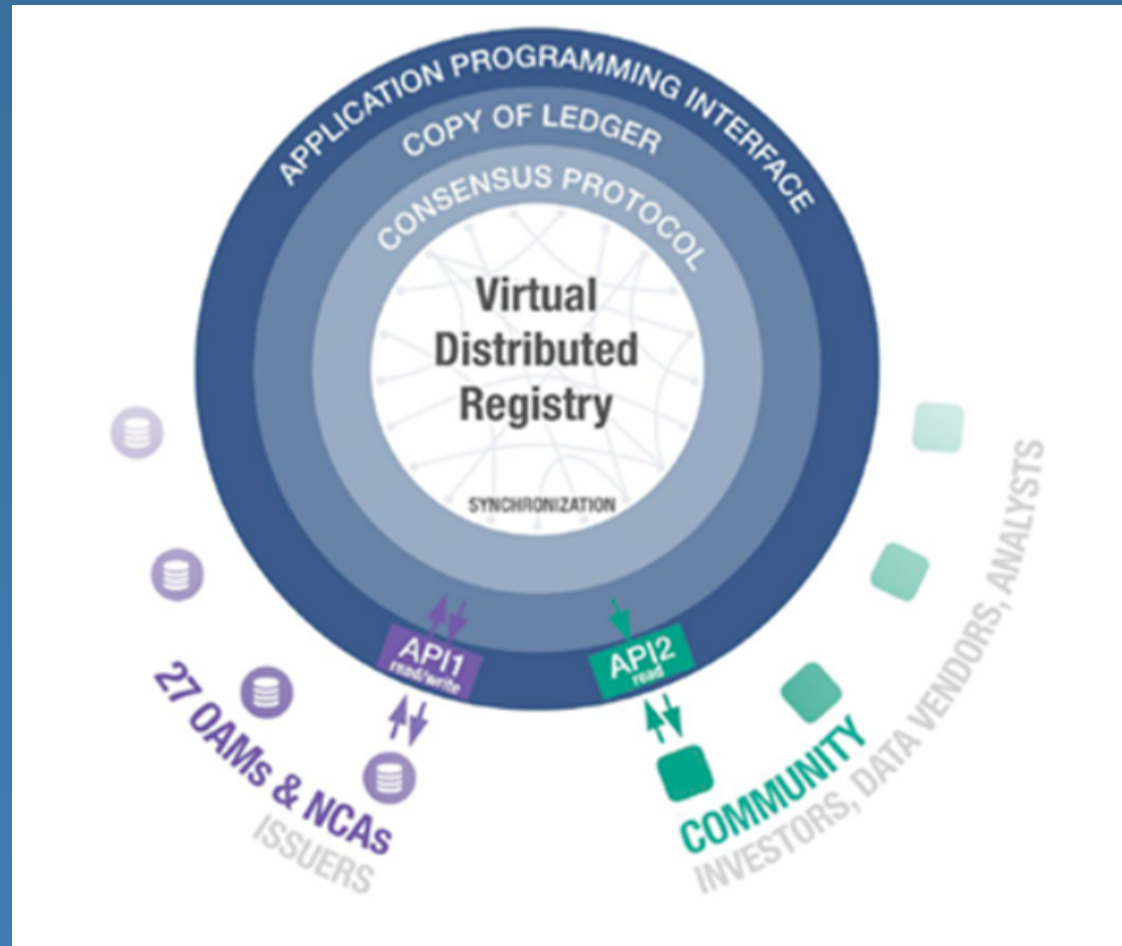 APPLICATION PROGRAMMING INTERFACE
COPY OF LEDGER
CONSENSUS PROTOCOL
Virtual
Distributed
Registry
SYNCHRONIZATION
API1
read/write
API2
read
27 OAMs & NCAs
ISSUERS
COMMUNITY
INVESTORS, DATA VENDORS, ANALYSTS